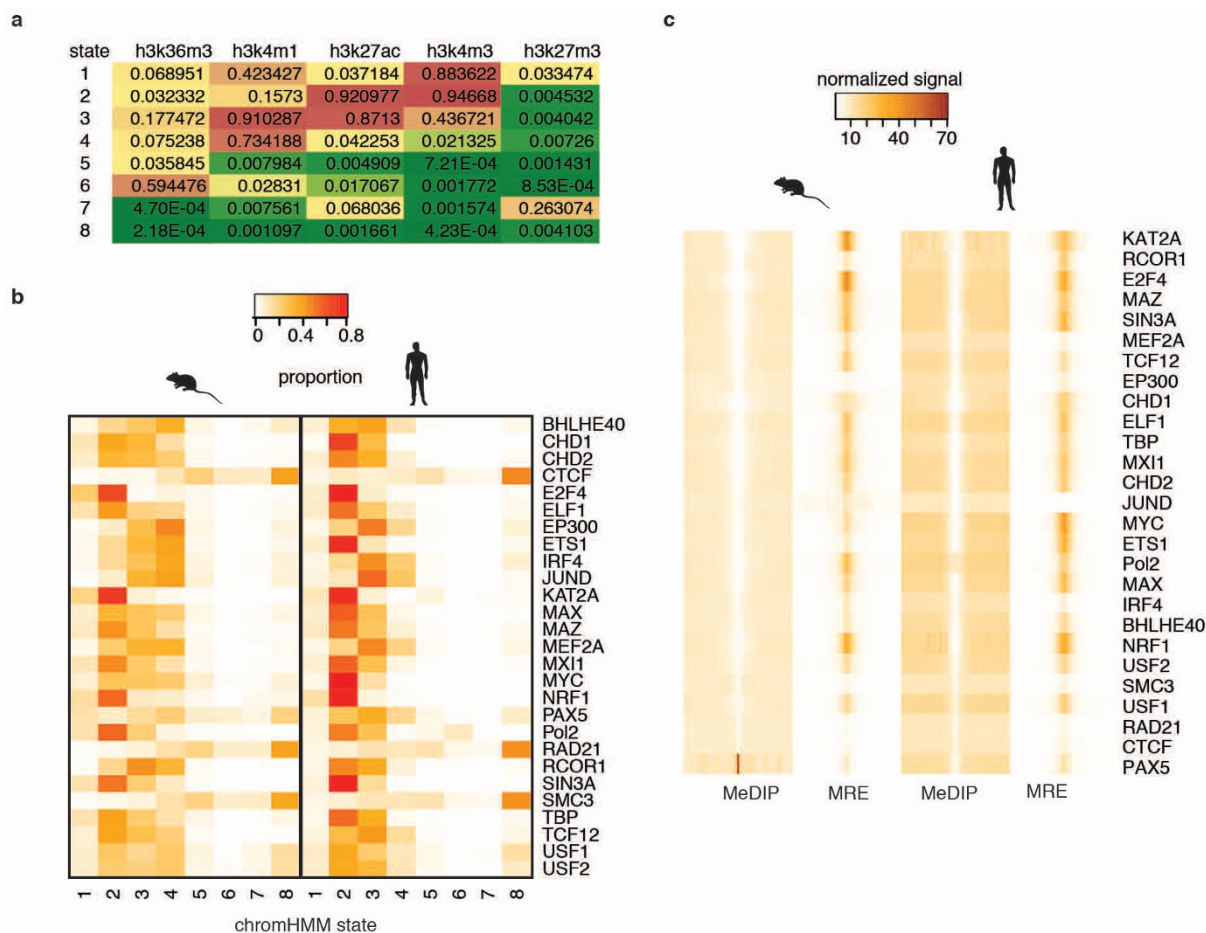 a
state h3k36m3 h3k4m1 h3k27ac h3k4m3 h3k27m3
1 0.068951 0.423427 0.037184 0.883622 0.033474
2 0.032332 0.1573 0.920977 0.94668 0.004532
3 0.177472 0.910287 0.8713 0.436721 0.004042
4 0.075238 0.734188 0.042253 0.021325 0.00726
5 0.035845 0.007984 0.004909 7.21E-04 0.001431
6 0.594476 0.02831 0.017067 0.001772 8.53E-04
7 4.70E-04 0.007561 0.068036 0.001574 0.263074
8 2.18E-04 0.001097 0.001661 4.23E-04 0.004103
b
0 0.4 0.8
proportion
BHLHE40
CHD1
CHD2
CTCF
E2F4
ELF1
EP300
ETS1
IRF4
JUND
KAT2A
MAX
MAZ
MEF2A
MXI1
MYC
NRF1
PAX5
Pol2
RAD21
RCOR1
SIN3A
SMC3
TBP
TCF12
USF1
USF2
1 2 3 4 5 6 7 8 1 2 3 4 5 6 7 8
chromHMM state
c
normalized signal
10 40 70
KAT2A
RCOR1
E2F4
MAZ
SIN3A
MEF2A
TCF12
EP300
CHD1
ELF1
TBP
MXI1
CHD2
JUND
MYC
ETS1
Pol2
MAX
IRF4
BHLHE40
NRF1
USF2
SMC3
USF1
RAD21
CTCF
PAX5
MeDIP MRE MeDIP MRE